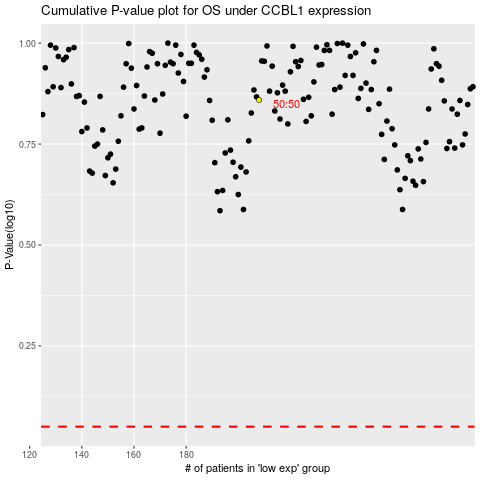 Cumulative P-value plot for OS under CCBL1 expression
1.00
50:50
0.75
P-Value(log10)
0.50
0.25
120 140 160 180
# of patients in 'low exp' group